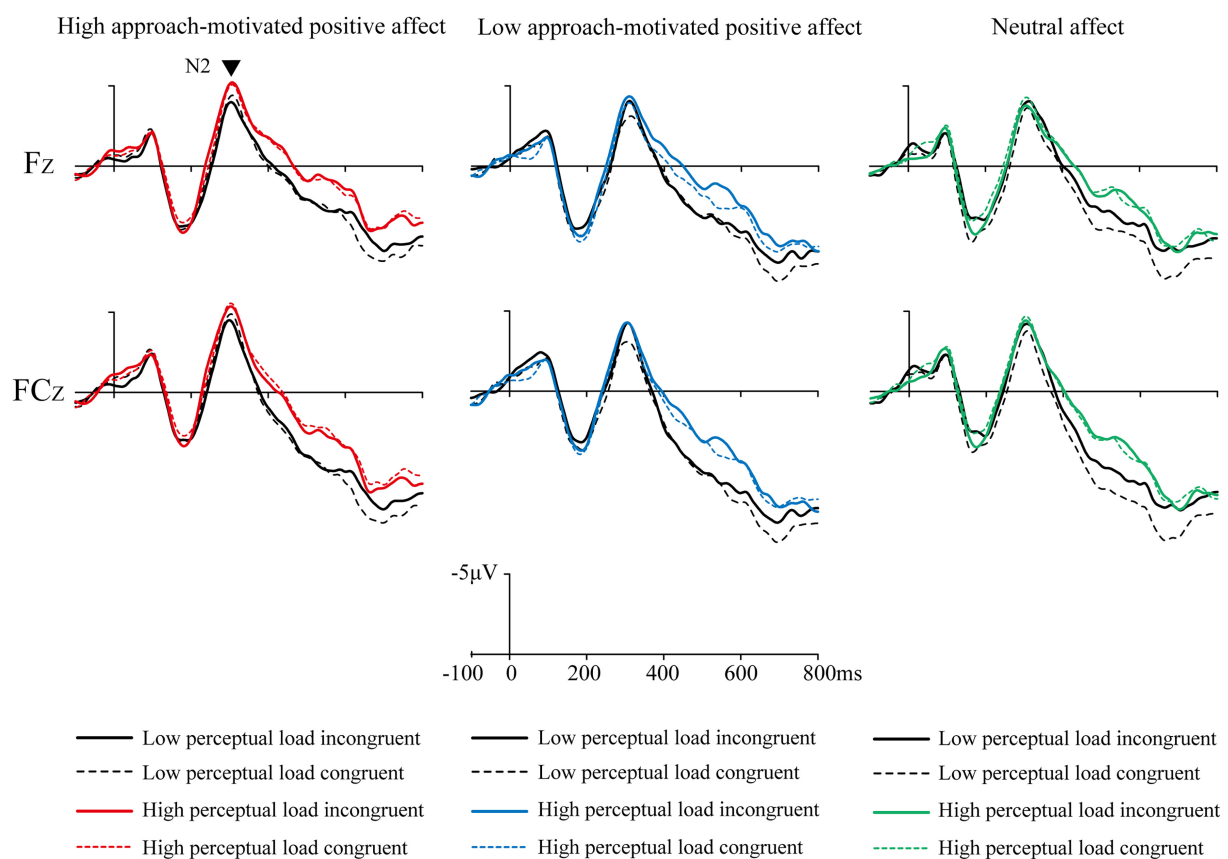 High approach-motivated positive affect
Low approach-motivated positive affect
Neutral affect
N2
Fz
FCz
-5μV
-100 0 200 400 600 800ms
Low perceptual load incongruent
Low perceptual load congruent
High perceptual load incongruent
High perceptual load congruent
Low perceptual load incongruent
Low perceptual load congruent
High perceptual load incongruent
High perceptual load congruent
Low perceptual load incongruent
Low perceptual load congruent
High perceptual load incongruent
High perceptual load congruent